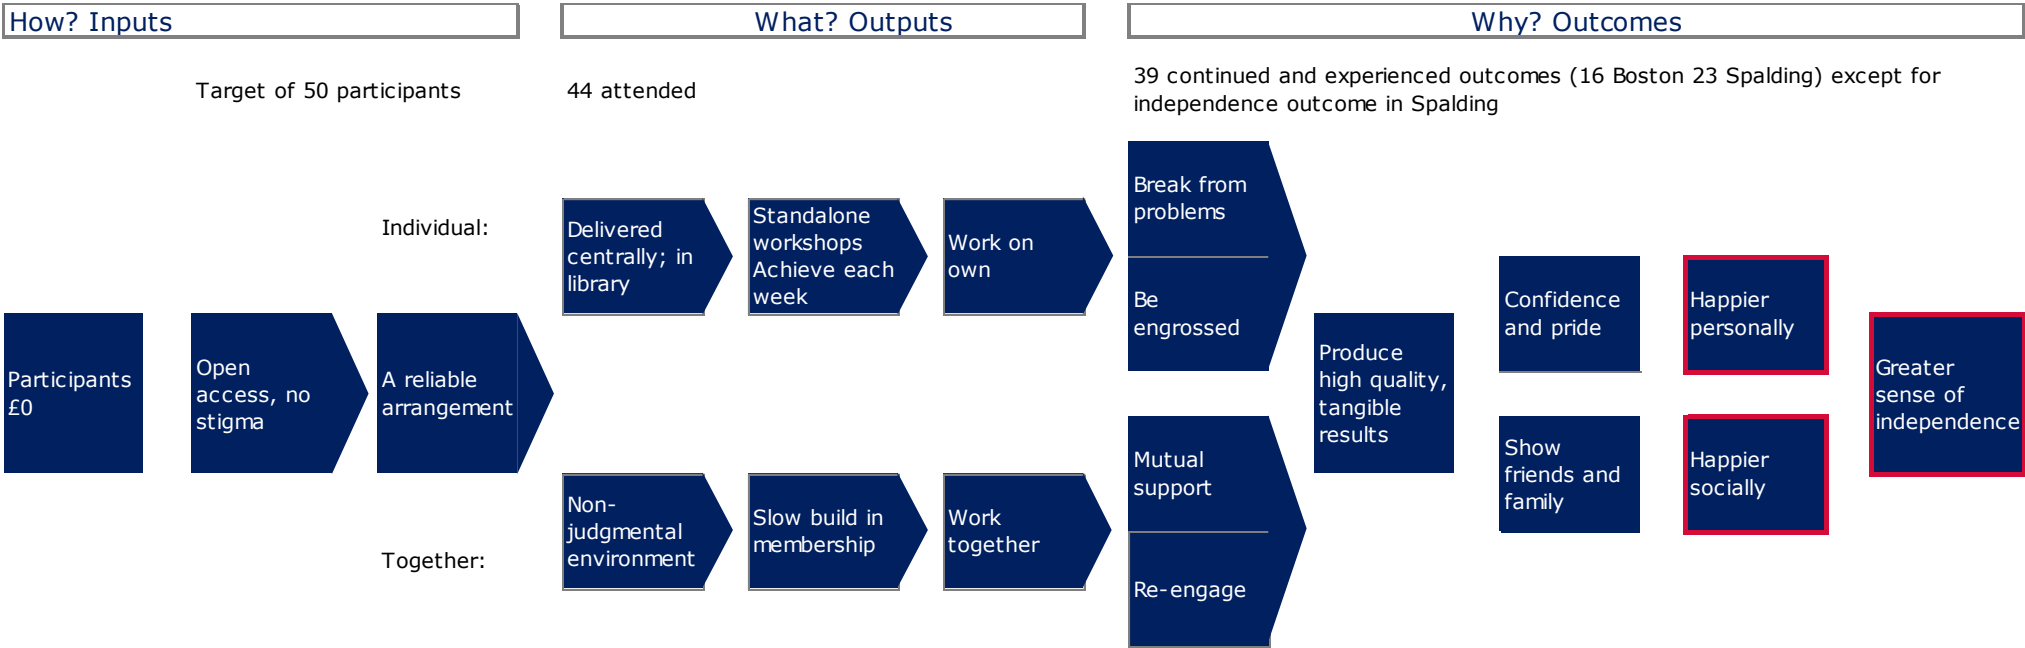 How? Inputs
What? Outputs
Why? Outcomes
Target of 50 participants
44 attended
39 continued and experienced outcomes (16 Boston 23 Spalding) except for
independence outcome in Spalding
Participants
£0
Open
access, no
stigma
A reliable
arrangement
Individual:
Delivered
centrally; in
library
Standalone
workshops
Achieve each
week
Work on
own
Together:
Non-
judgmental
environment
Slow build in
membership
Work
together
Break from
problems
Be
engrossed
Mutual
support
Re-engage
Produce
high quality,
tangible
results
Confidence
and pride
Show
friends and
family
Happier
personally
Happier
socially
Greater
sense of
independence